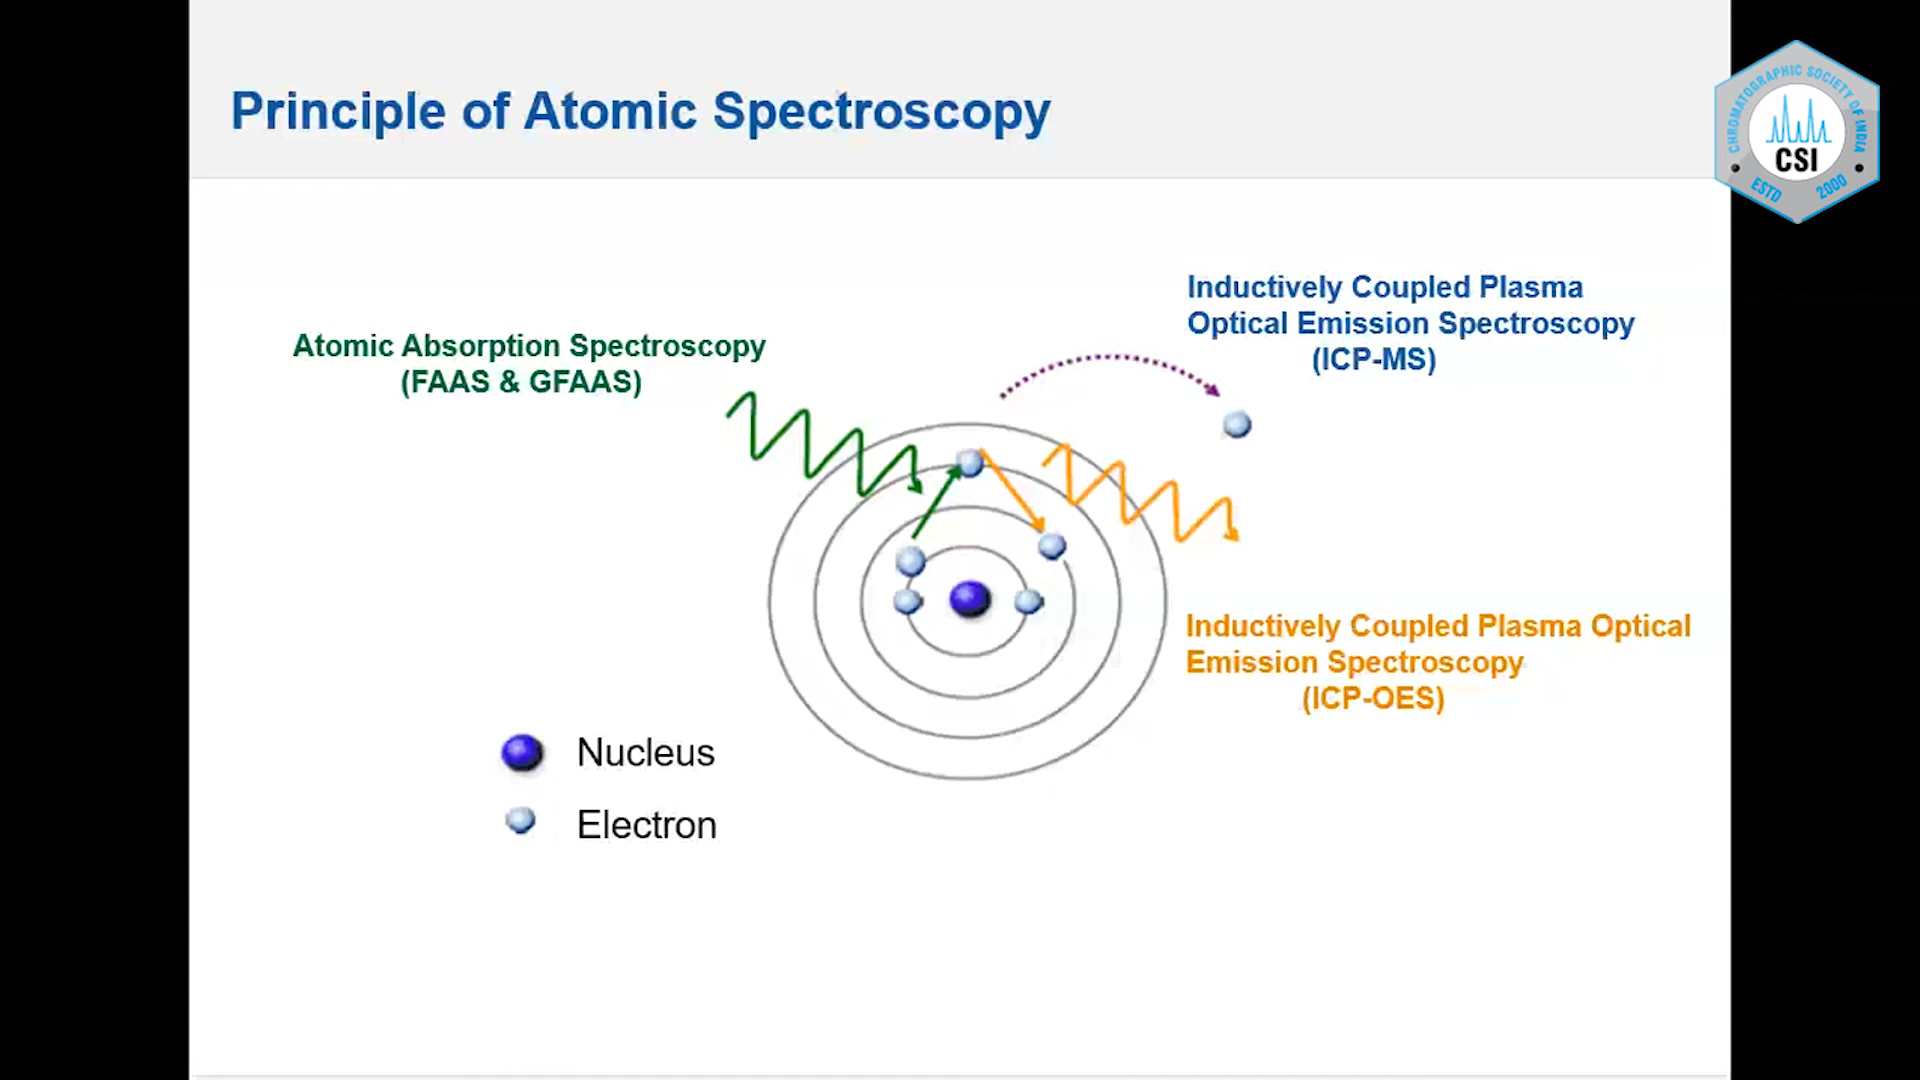 Principle of Atomic Spectroscopy
CHROMATOGRAPHIC SOCIETY OF INDIA
CSI
ESTD 2000
Inductively Coupled Plasma
Optical Emission Spectroscopy
(ICP-MS)
Atomic Absorption Spectroscopy
(FAAS & GFAAS)
Inductively Coupled Plasma Optical
Emission Spectroscopy
(ICP-OES)
Nucleus
Electron